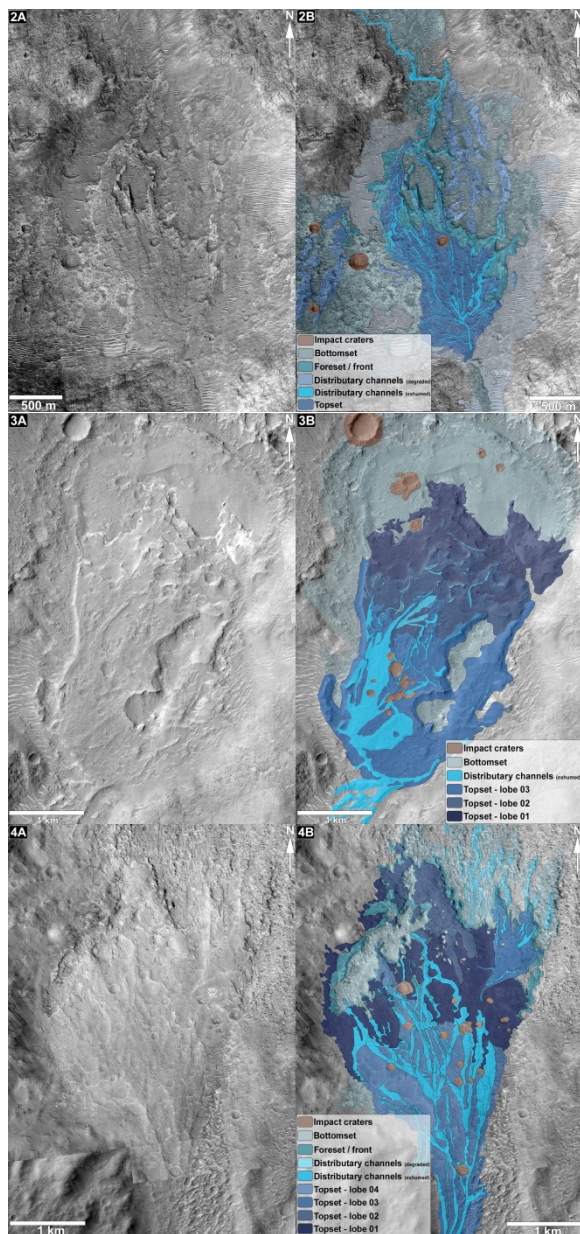 2A
N
500 m
2B
N
Impact craters
Bottomset
Foreset / front
Distributary channels (degraded)
Distributary channels (exhumed)
Topset
500 m
3A
N
1 km
3B
N
Impact craters
Bottomset
Distributary channels (exhumed)
Topset - lobe 03
Topset - lobe 02
Topset - lobe 01
1 km
4A
N
1 km
4B
N
Impact craters
Bottomset
Foreset / front
Distributary channels (degraded)
Distributary channels (exhumed)
Topset - lobe 04
Topset - lobe 03
Topset - lobe 02
Topset - lobe 01
1 km